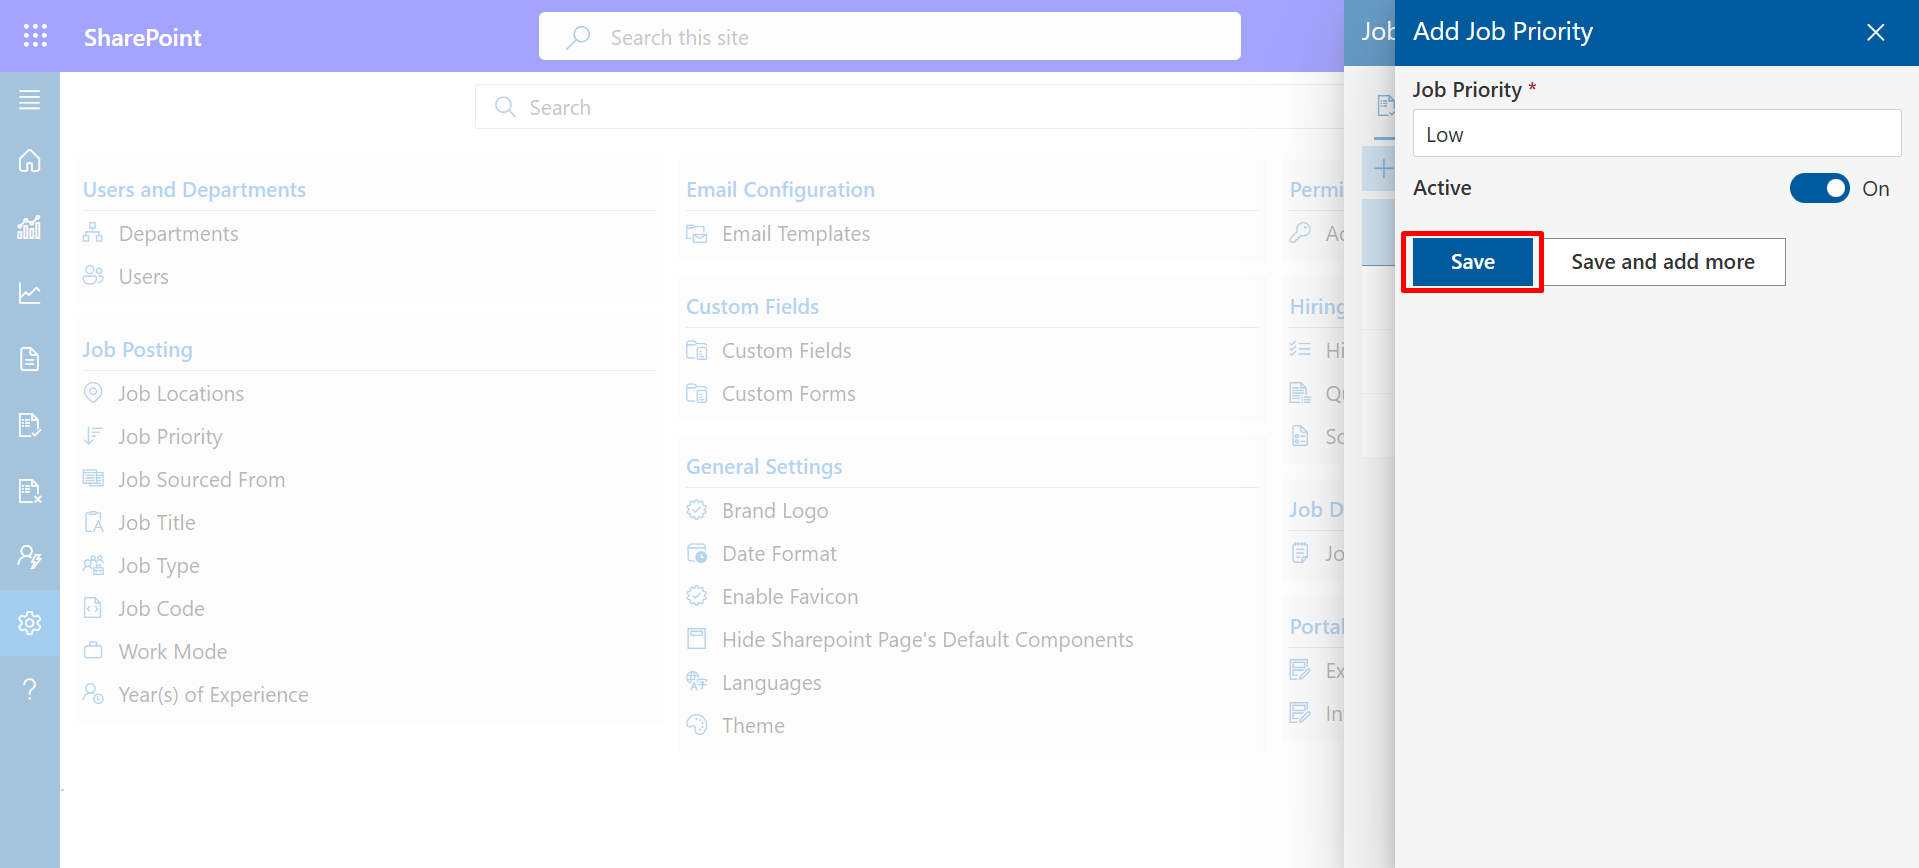 SharePoint
Search this site
Search
Users and Departments
Departments
Users
Job Posting
Job Locations
Job Priority
Job Sourced From
Job Title
Job Type
Job Code
Work Mode
Year(s) of Experience
Email Configuration
Email Templates
Custom Fields
Custom Fields
Custom Forms
General Settings
Brand Logo
Date Format
Enable Favicon
Hide Sharepoint Page's Default Components
Languages
Theme
Permi
Ac
Hiring
Hi
Qu
Sc
Job D
Jo
Portal
Ex
In
Job
Add Job Priority
Job Priority *
Low
Active
On
Save
Save and add more